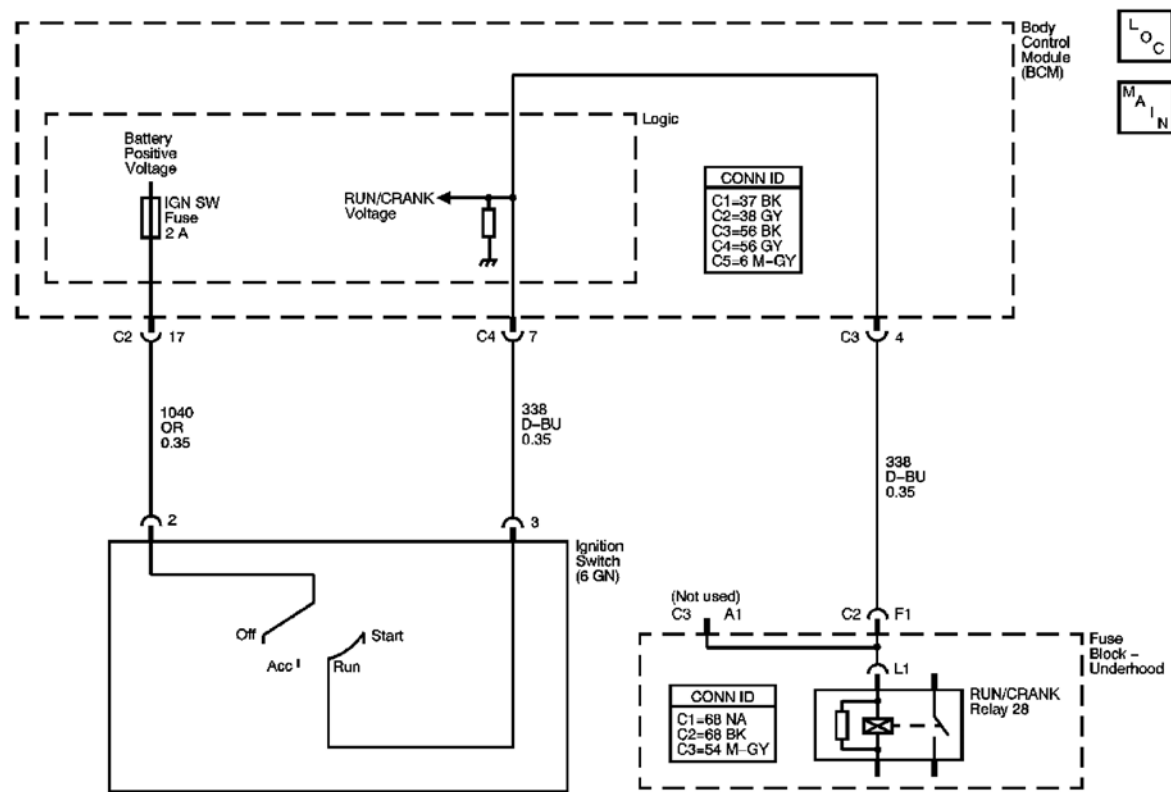 Body
Control
Module
(BCM)
L
O
C
M
A
I
N
Logic
Battery
Positive
Voltage
IGN SW
Fuse
2 A
RUN/CRANK
Voltage
CONN ID
C1=37 BK
C2=38 GY
C3=56 BK
C4=56 GY
C5=6 M-GY
C2 17
C4 7
C3 4
1040
OR
0.35
338
D-BU
0.35
338
D-BU
0.35
2
3
Ignition
Switch
(6 GN)
Off
Acc
Run
Start
(Not used)
C3 A1
C2 F1
Fuse
Block –
Underhood
L1
CONN ID
C1=68 NA
C2=68 BK
C3=54 M-GY
RUN/CRANK
Relay 28